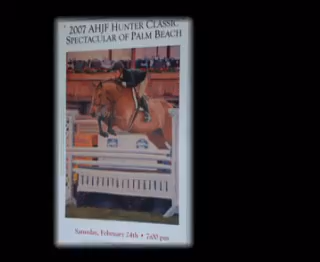 2007 AHJF HUNTER CLASSIC
SPECTACULAR OF PALM BEACH
Saturday, February 24th • 7:00 pm